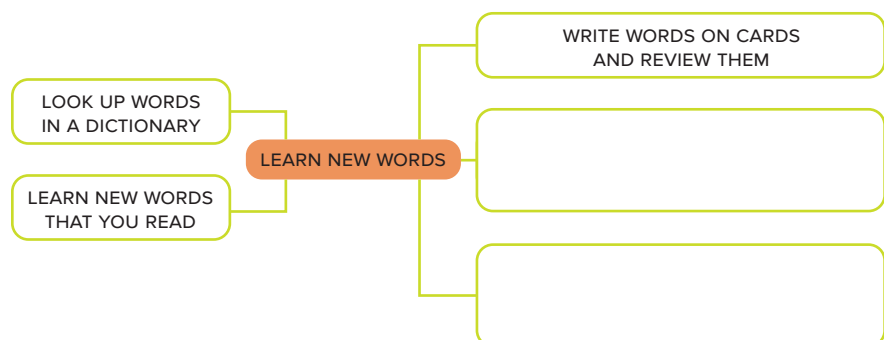 LOOK UP WORDS
IN A DICTIONARY
LEARN NEW WORDS
THAT YOU READ
LEARN NEW WORDS
WRITE WORDS ON CARDS
AND REVIEW THEM